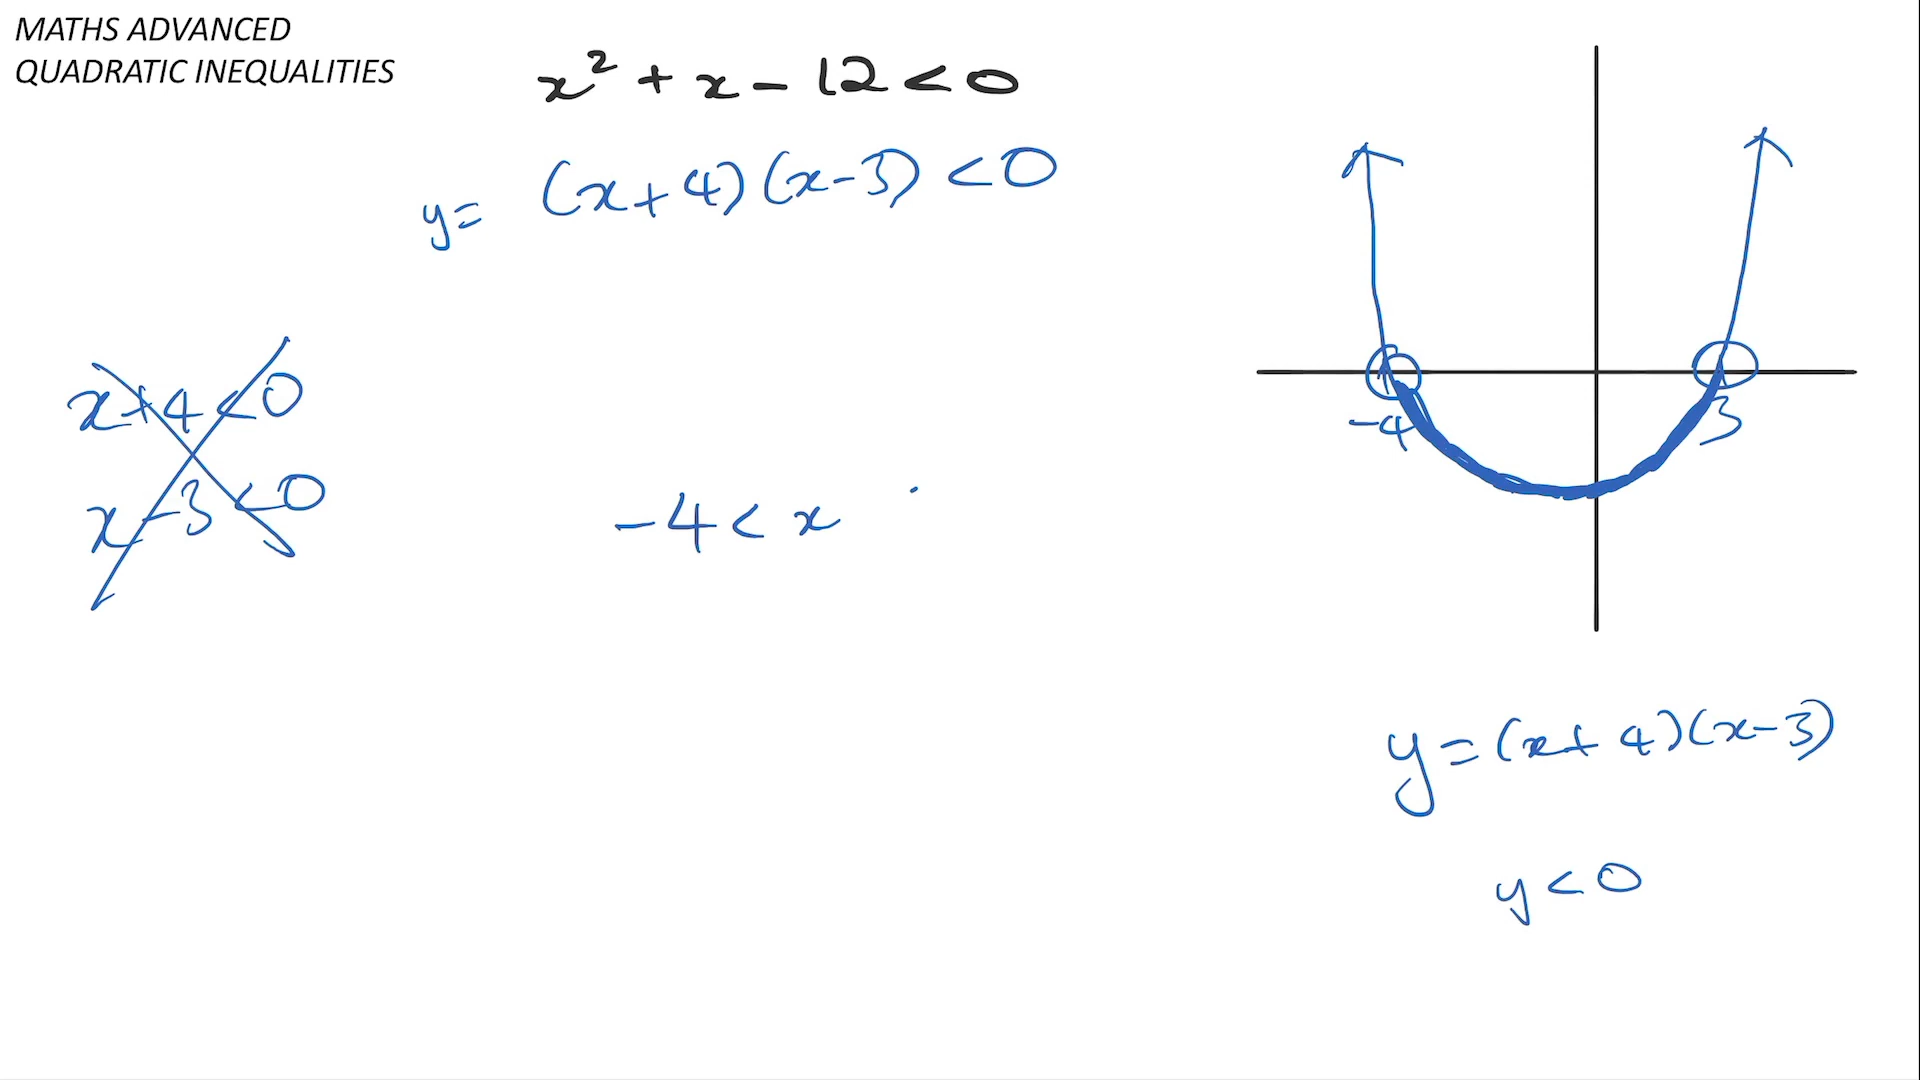 MATHS ADVANCED
QUADRATIC INEQUALITIES
x² + x - 12 < 0
y = (x+4)(x-3) < 0
x+4 < 0
x-3 < 0
-4 < x
-4
3
y = (x+4)(x-3)
y < 0